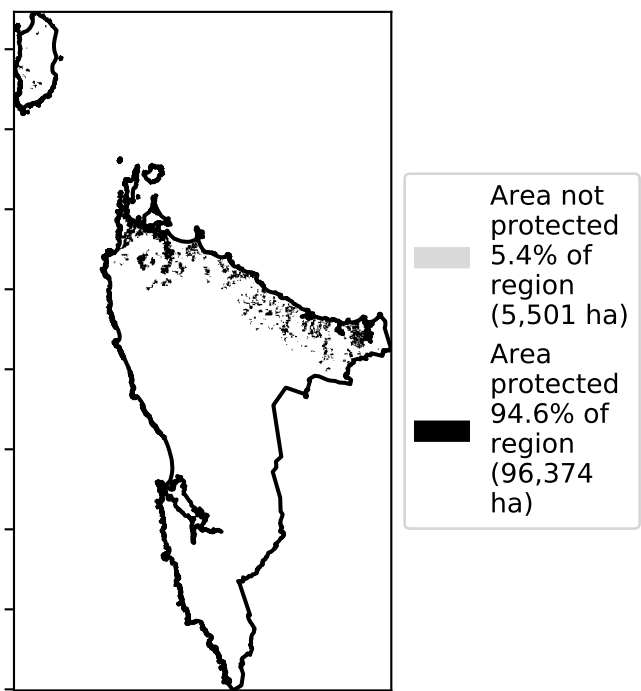 Area not
protected
5.4% of
region
(5,501 ha)
Area
protected
94.6% of
region
(96,374
ha)